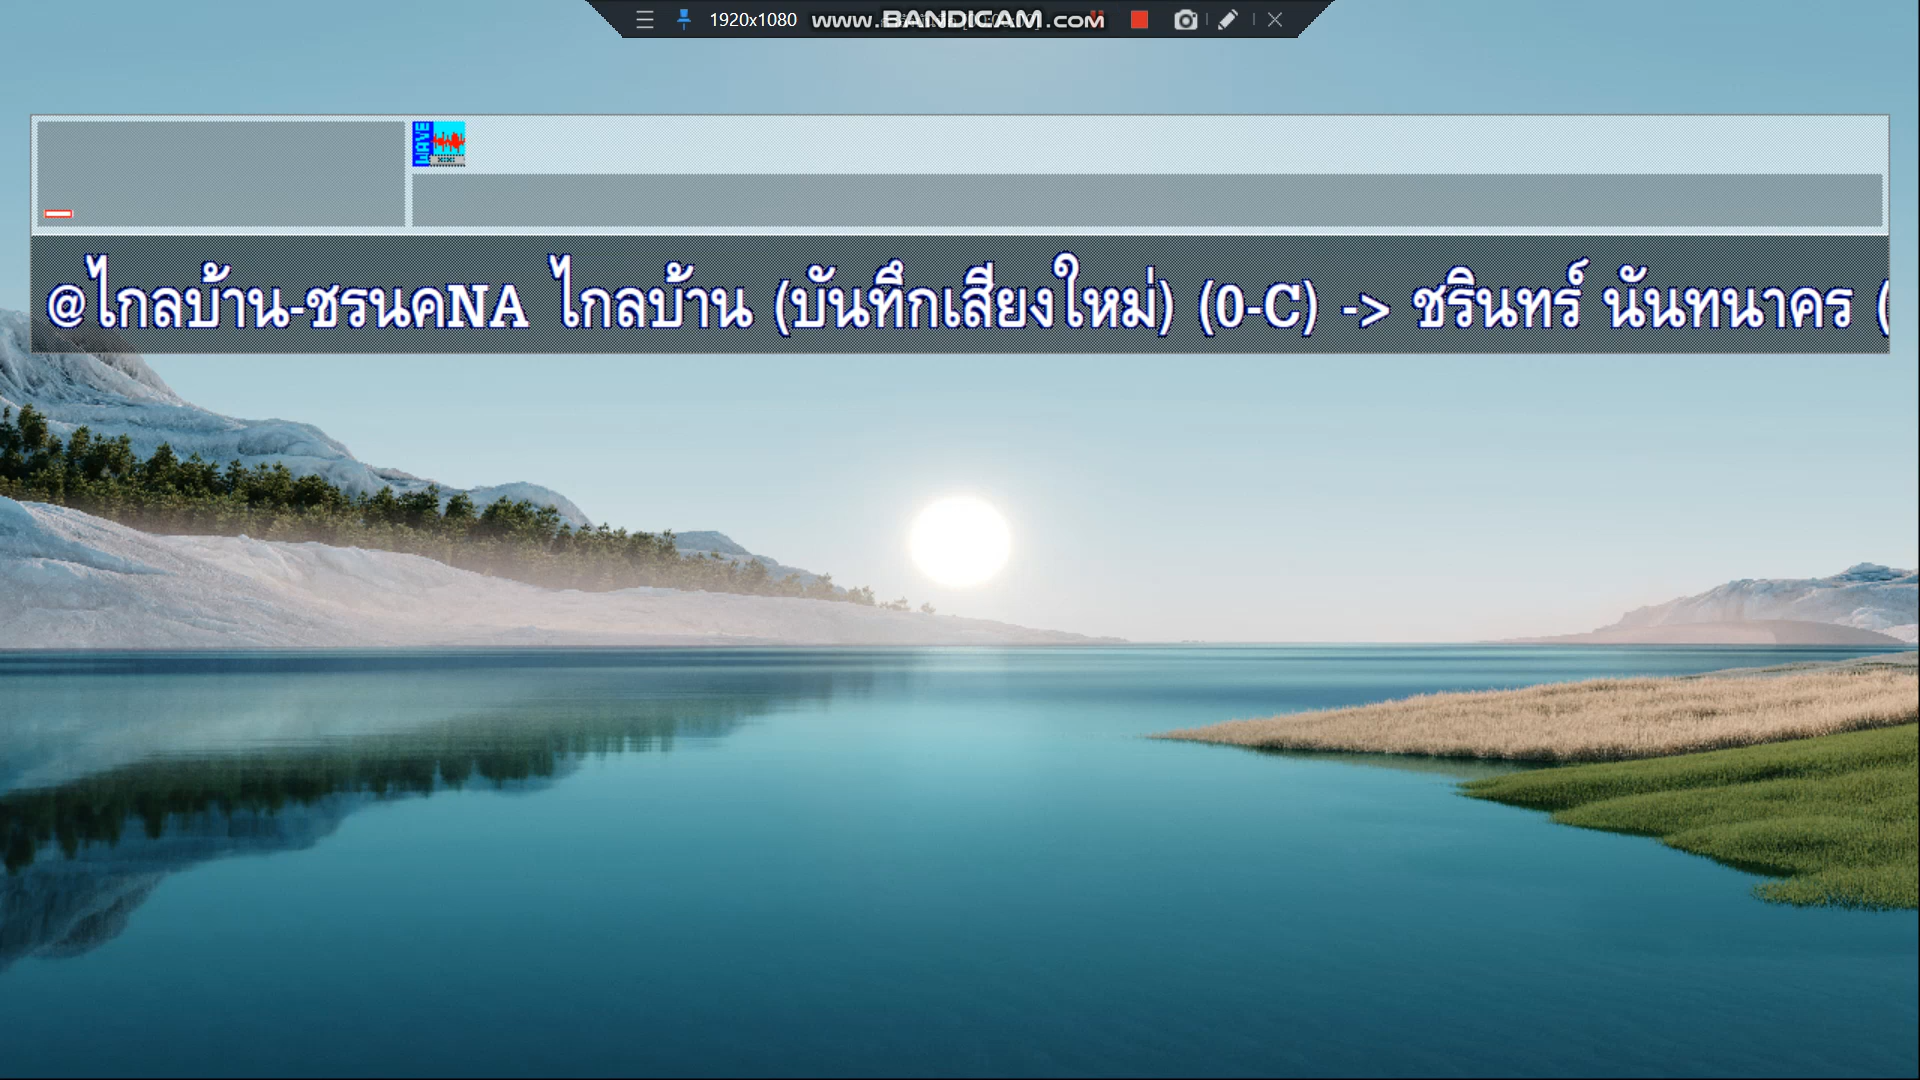 1920x1080 www.BANDICAM.com
WAVE
@ไกลบ้าน-ชรนคNA ไกลบ้าน (บันทึกเสียงใหม่) (0-C) -> ชรินทร์ นันทนาคร (